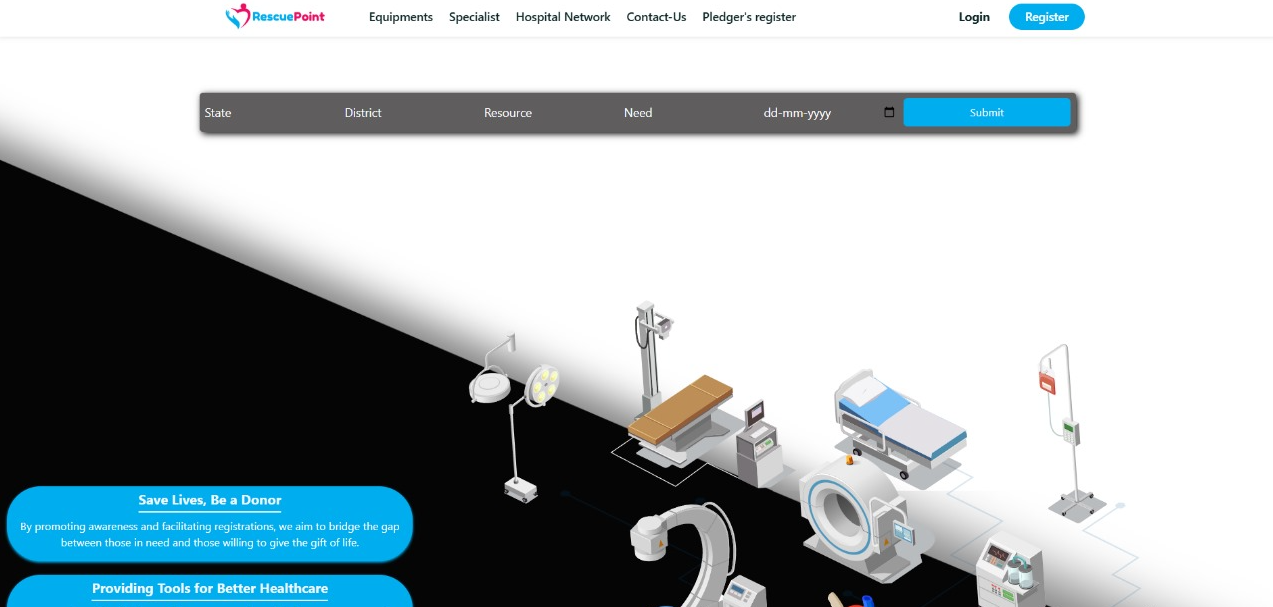 RescuePoint
Equipments Specialist Hospital Network Contact-Us Pledger's register
Login Register
State District Resource Need dd-mm-yyyy Submit
Save Lives, Be a Donor
By promoting awareness and facilitating registrations, we aim to bridge the gap
between those in need and those willing to give the gift of life.
Providing Tools for Better Healthcare